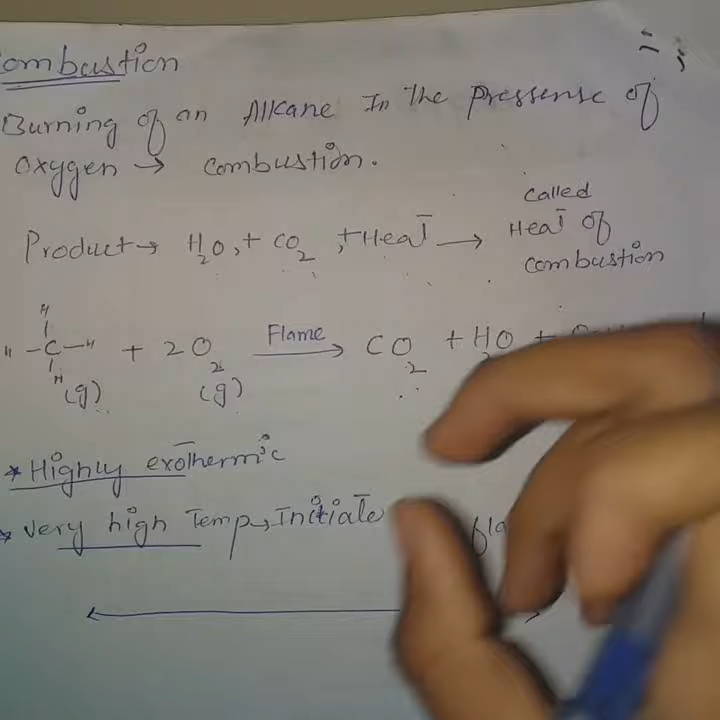 ombustion
Burning of an Alkane In The Pressense of
Oxygen → combustion.
Product → H₂O, + CO₂, + Heat → called Heat of combustion
H
H - C - H + 2O₂ Flame → CO₂ + H₂O +
H (g) (g)
* Highly exothermic
* very high Temp, Initiate